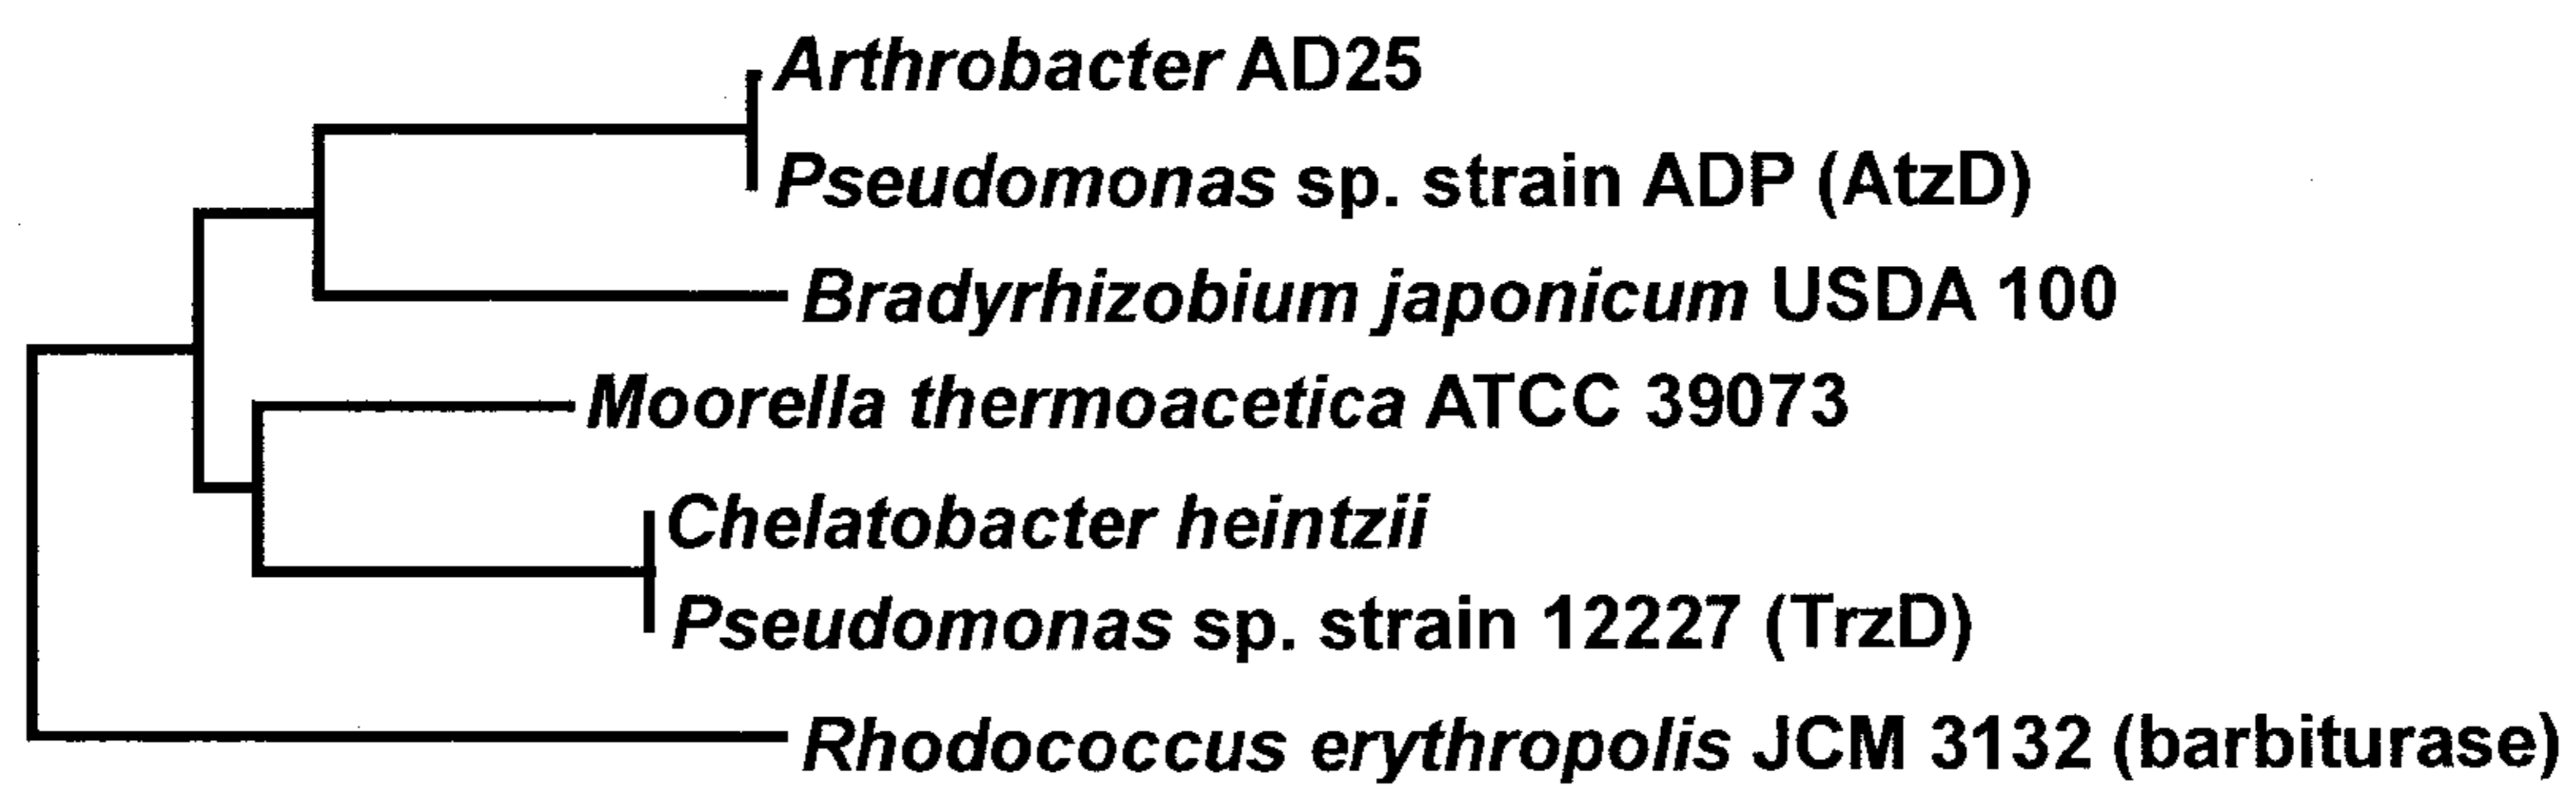 Arthrobacter AD25
Pseudomonas sp. strain ADP (AtzD)
Bradyrhizobium japonicum USDA 100
Moorella thermoacetica ATCC 39073
Chelatobacter heintzii
Pseudomonas sp. strain 12227 (TrzD)
Rhodococcus erythropolis JCM 3132 (barbiturase)